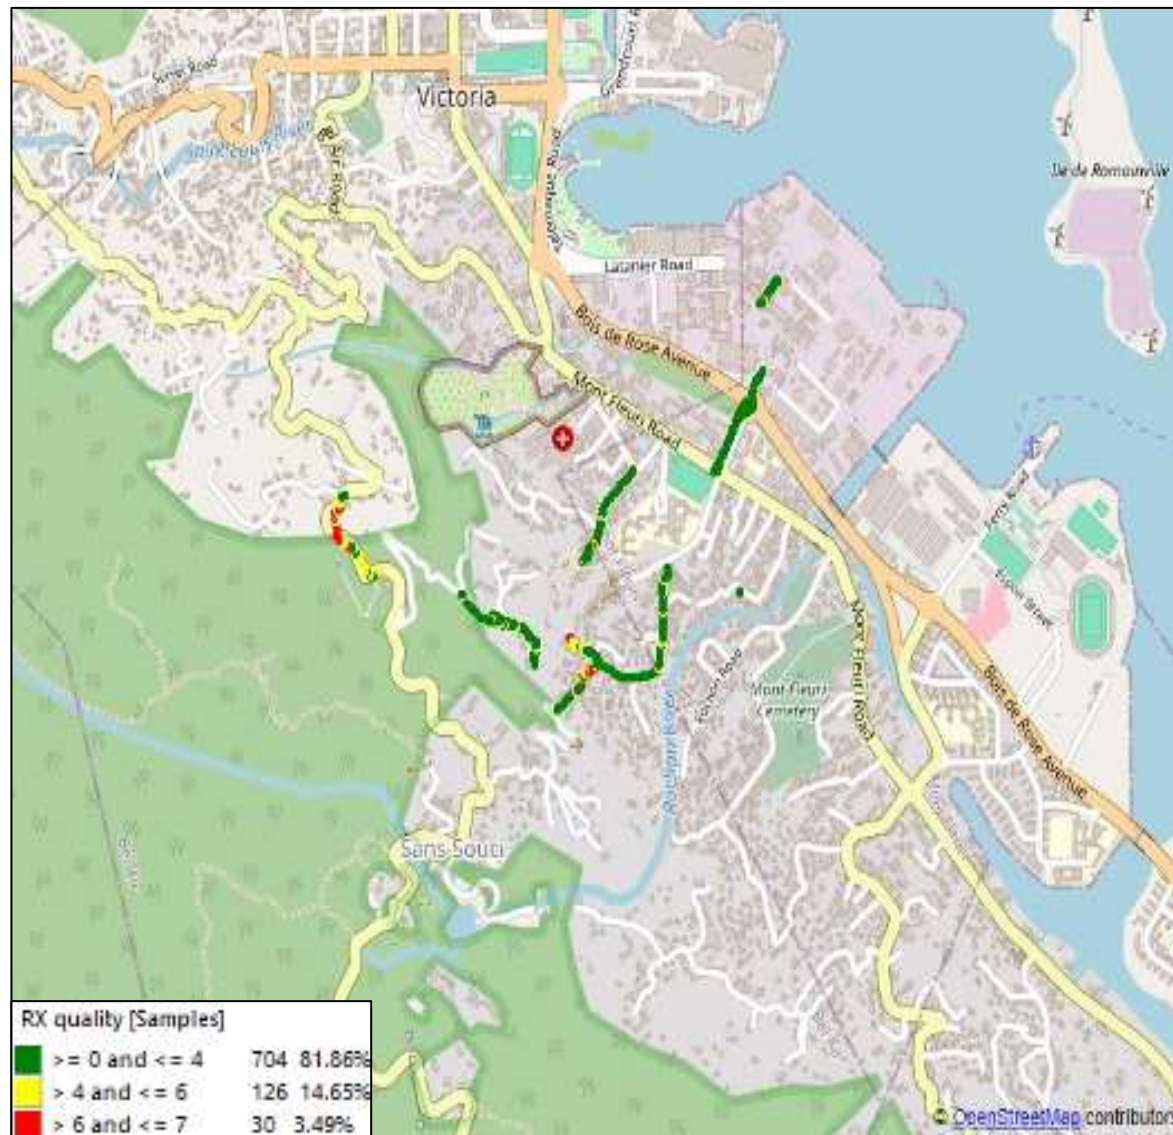 Victoria
Ile de Romainville
Latanier Road
Bois de Rose Avenue
Mont Fleuri Road
Ferry Road
Mont Fleuri Road
Mont Fleuri
Cemetery
Bois de Rose Avenue
Sans Souci
RX quality [Samples]
>= 0 and <= 4 704 81.86%
> 4 and <= 6 126 14.65%
> 6 and <= 7 30 3.49%
© OpenStreetMap contributor